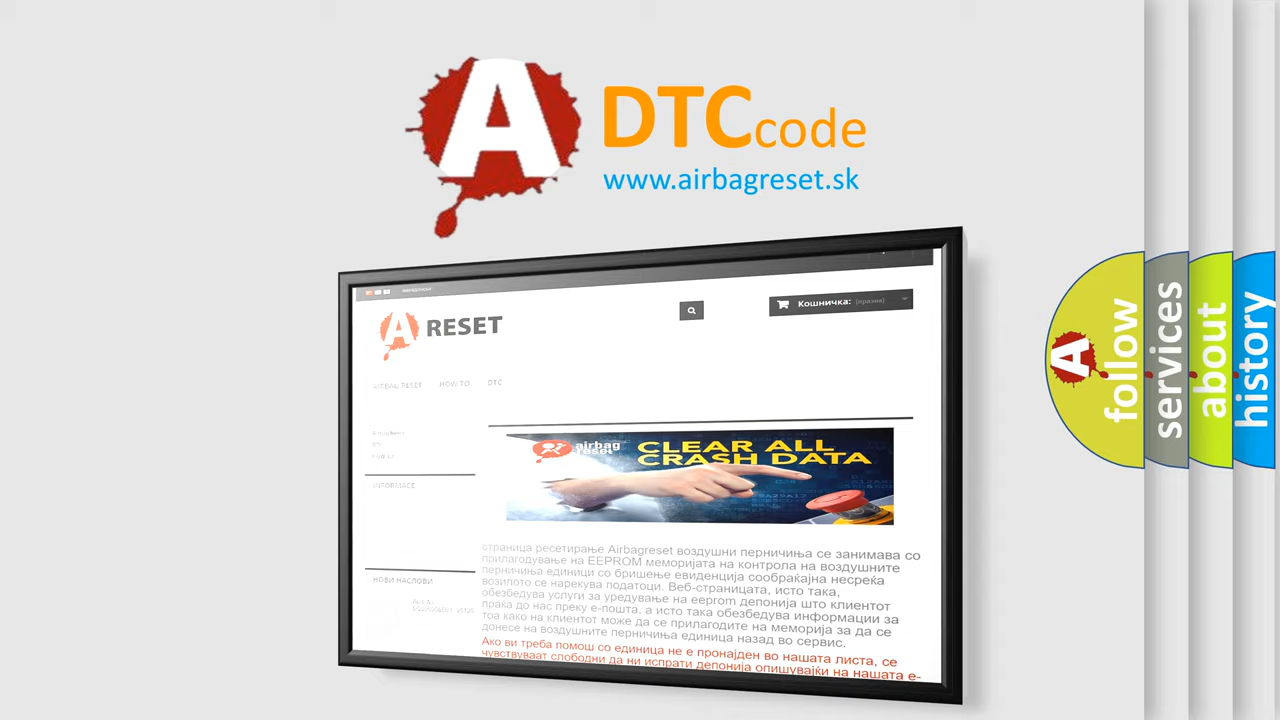 A
DTCcode
www.airbagreset.sk
Кошничка: (празна)
A RESET
AIRBAG RESET HOW TO DTC
airbag
reset
CLEAR ALL
CRASH DATA
INFORMACE
страница ресетирање Airbagreset воздушни перничиња се занимава со
прилагодување на EEPROM меморијата на контрола на воздушните
перничиња единици со бришење евиденција сообраќајна несреќа
возилото се нарекува податоци. Веб-страницата, исто така,
обезбедува услуги за уредување на eeprom депонија што клиентот
праќа до нас преку е-пошта, а исто така обезбедува информации за
тоа како на клиентот може да се прилагодите на меморија за да се
донесе на воздушните перничиња единица назад во сервис.
Ако ви треба помош со единица не е пронајден во нашата листа, се
чувствуваат слободни да ни испрати депонија опишувајќи на нашата е-
НОВИ НАСЛОВИ
A
follow
services
about
history